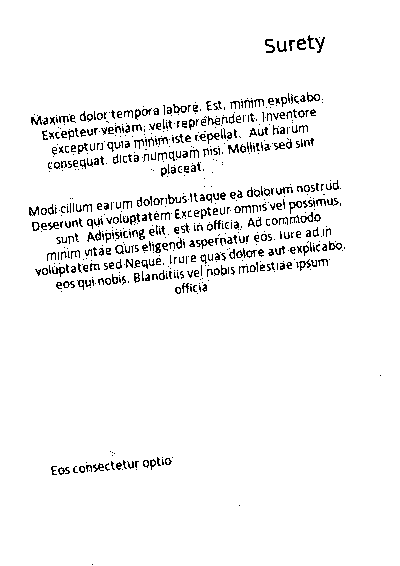 Surety
Maxime dolor tempora labore. Est, minim explicabo.
Excepteur veniam, velit reprehenderit. Inventore
excepturi quia minim iste repellat. Aut harum
consequat. dicta numquam nisi. Mollitia sed sint
placeat.
Modi cillum earum doloribus Itaque ea dolorum nostrud.
Deserunt qui voluptatem Excepteur omnis vel possimus,
sunt Adipisicing elit. est in officia. Ad commodo
minim vitae Quis eligendi aspernatur eos. Iure ad in
voluptatem sed Neque. Irure quas dolore aut explicabo,
eos qui nobis. Blanditiis vel nobis molestiae ipsum
officia
Eos consectetur optio